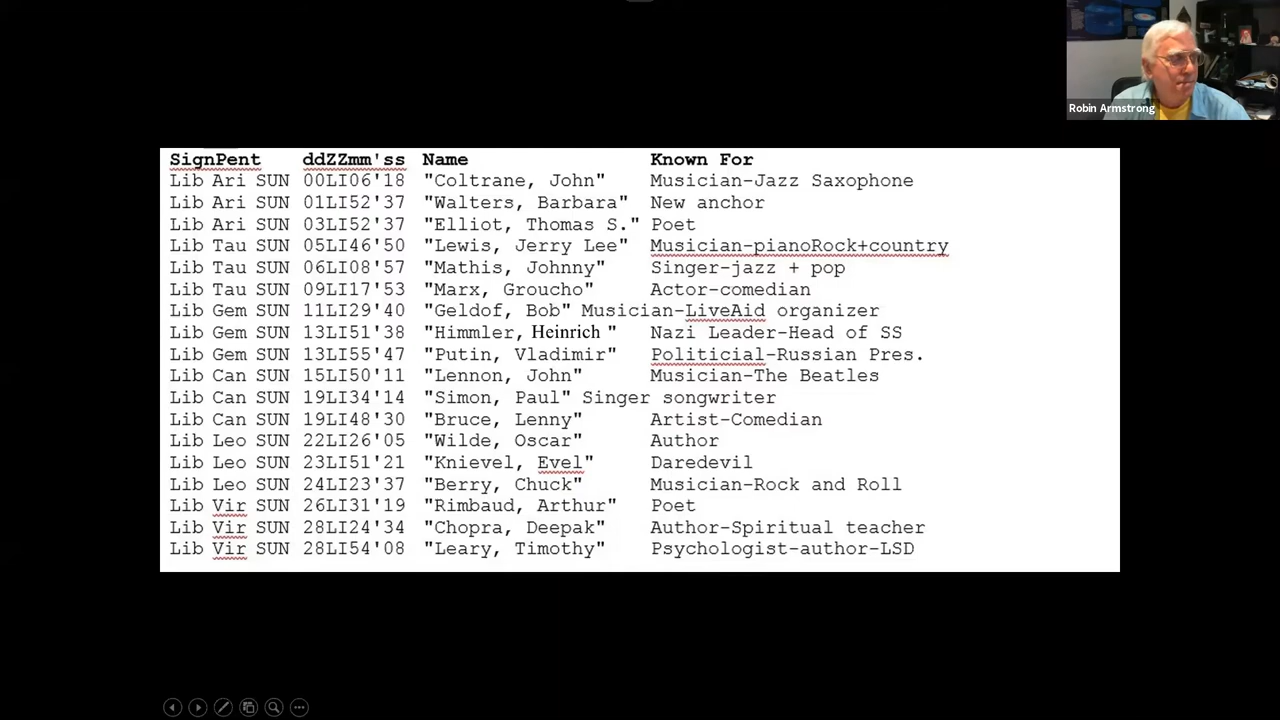 Robin Armstrong
SignPent ddZZmm'ss Name Known For
Lib Ari SUN 00LI06'18 "Coltrane, John" Musician-Jazz Saxophone
Lib Ari SUN 01LI52'37 "Walters, Barbara" New anchor
Lib Ari SUN 03LI52'37 "Elliot, Thomas S." Poet
Lib Tau SUN 05LI46'50 "Lewis, Jerry Lee" Musician-pianoRock+country
Lib Tau SUN 06LI08'57 "Mathis, Johnny" Singer-jazz + pop
Lib Tau SUN 09LI17'53 "Marx, Groucho" Actor-comedian
Lib Gem SUN 11LI29'40 "Geldof, Bob" Musician-LiveAid organizer
Lib Gem SUN 13LI51'38 "Himmler, Heinrich " Nazi Leader-Head of SS
Lib Gem SUN 13LI55'47 "Putin, Vladimir" Politicial-Russian Pres.
Lib Can SUN 15LI50'11 "Lennon, John" Musician-The Beatles
Lib Can SUN 19LI34'14 "Simon, Paul" Singer songwriter
Lib Can SUN 19LI48'30 "Bruce, Lenny" Artist-Comedian
Lib Leo SUN 22LI26'05 "Wilde, Oscar" Author
Lib Leo SUN 23LI51'21 "Knievel, Evel" Daredevil
Lib Leo SUN 24LI23'37 "Berry, Chuck" Musician-Rock and Roll
Lib Vir SUN 26LI31'19 "Rimbaud, Arthur" Poet
Lib Vir SUN 28LI24'34 "Chopra, Deepak" Author-Spiritual teacher
Lib Vir SUN 28LI54'08 "Leary, Timothy" Psychologist-author-LSD